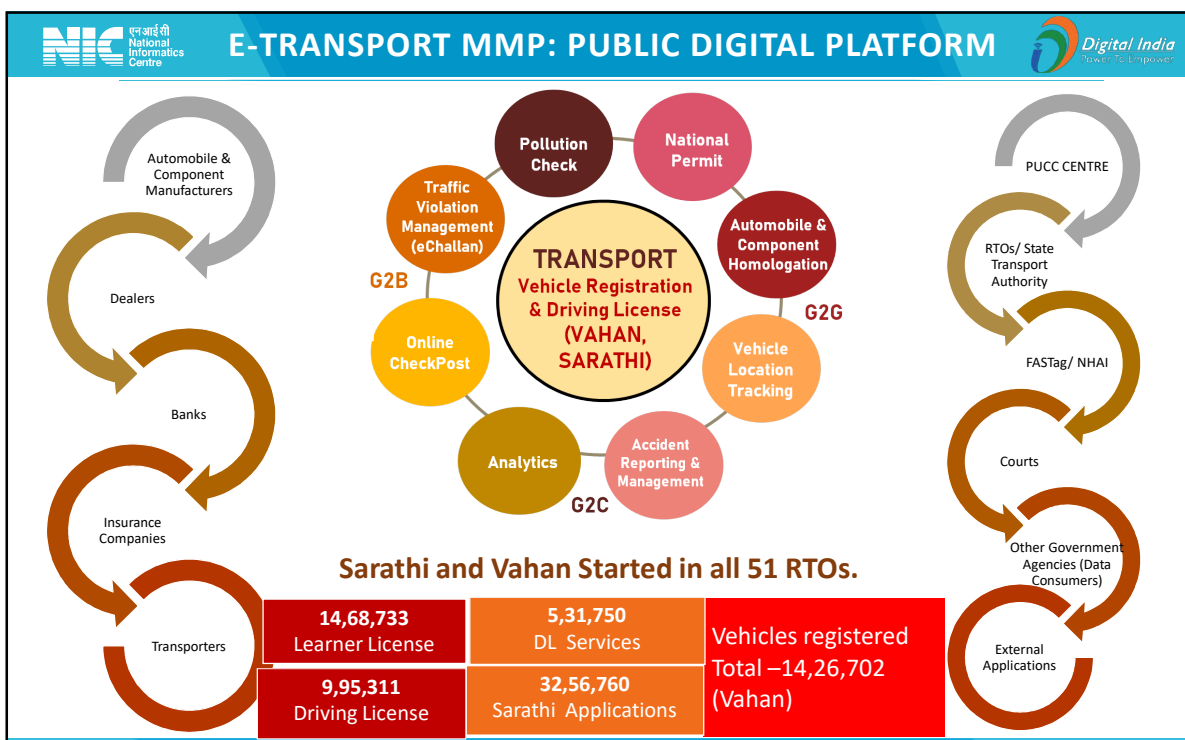 NIC
एन आई सी
National
Informatics
Centre
E-TRANSPORT MMP: PUBLIC DIGITAL PLATFORM
Digital India
Power To Empower
Automobile &
Component
Manufacturers
Dealers
Banks
Insurance
Companies
Transporters
Pollution
Check
National
Permit
Traffic
Violation
Management
(eChallan)
Automobile &
Component
Homologation
TRANSPORT
Vehicle Registration
& Driving License
(VAHAN,
SARATHI)
G2B
G2G
Online
CheckPost
Vehicle
Location
Tracking
Analytics
Accident
Reporting &
Management
G2C
PUCC CENTRE
RTOs/ State
Transport
Authority
FASTag/ NHAI
Courts
Other Government
Agencies (Data
Consumers)
External
Applications
Sarathi and Vahan Started in all 51 RTOs.
14,68,733
Learner License
5,31,750
DL Services
9,95,311
Driving License
32,56,760
Sarathi Applications
Vehicles registered
Total –14,26,702
(Vahan)